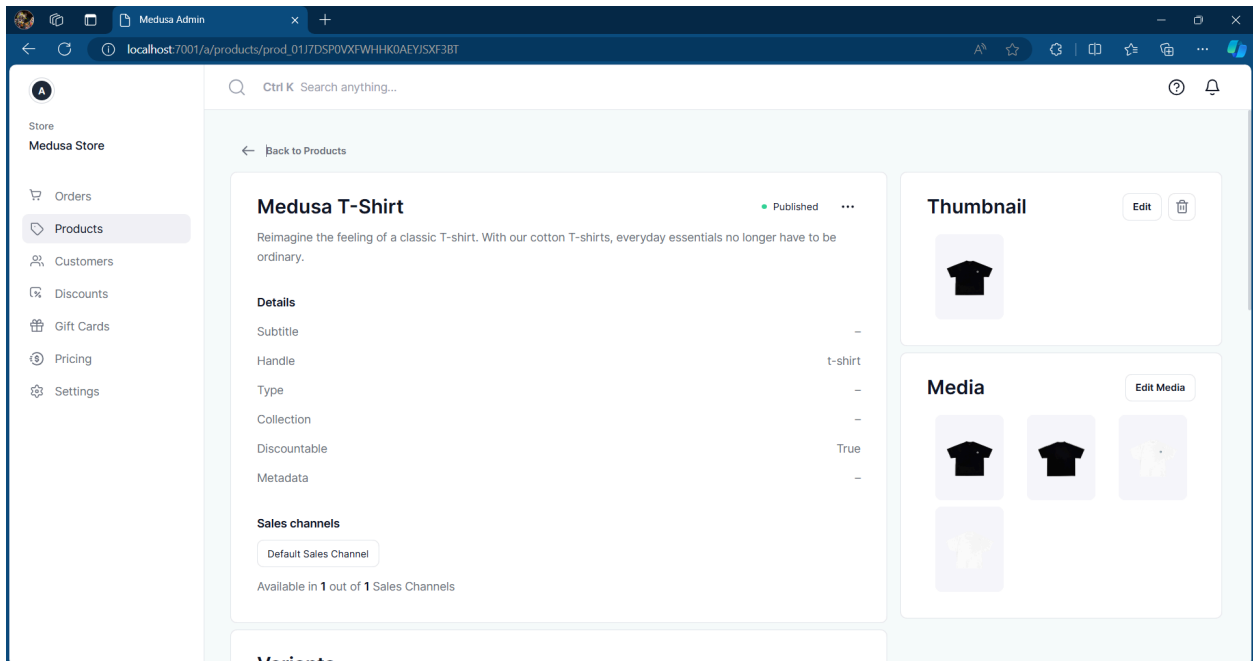 Medusa Admin
localhost:7001/a/products/prod_01J7DSP0VXFWHHK0AEYJSXF3BT
A
Ctrl K Search anything...
Store
Medusa Store
Orders
Products
Customers
Discounts
Gift Cards
Pricing
Settings
Back to Products
Medusa T-Shirt
Published
Reimagine the feeling of a classic T-shirt. With our cotton T-shirts, everyday essentials no longer have to be
ordinary.
Details
Subtitle –
Handle t-shirt
Type –
Collection –
Discountable True
Metadata –
Sales channels
Default Sales Channel
Available in 1 out of 1 Sales Channels
Variants
Thumbnail
Edit
Media
Edit Media